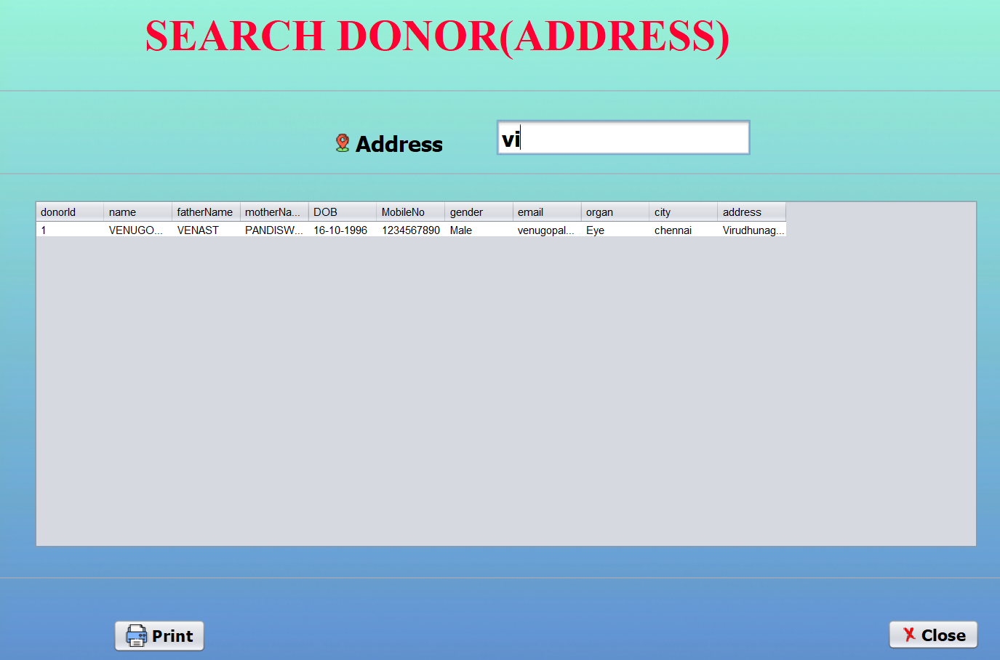 SEARCH DONOR(ADDRESS)
Address vi
donorId name fatherName motherNa... DOB MobileNo gender email organ city address
1 VENUGO... VENAST PANDISW... 16-10-1996 1234567890 Male venugopal... Eye chennai Virudhunag...
Print Close